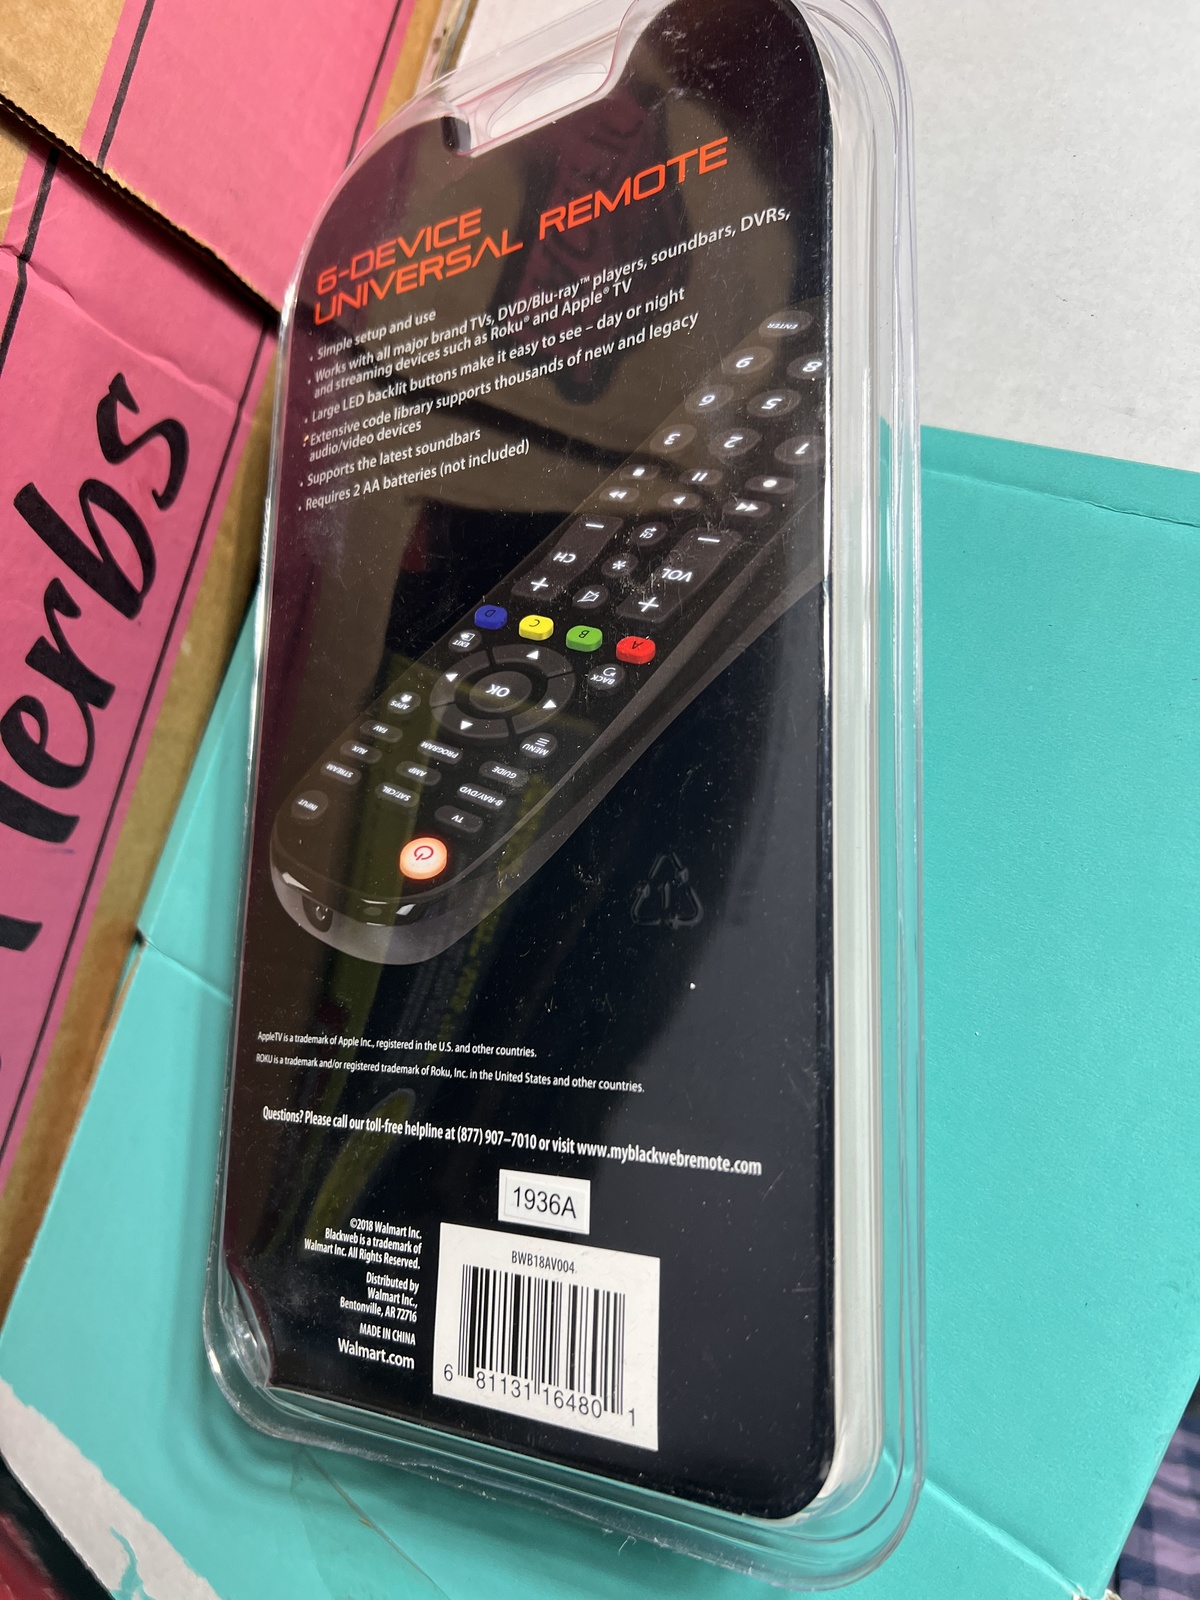 6-DEVICE
UNIVERSAL REMOTE
• Simple setup and use
• Works with all major brand TVs, DVD/Blu-ray™ players, soundbars, DVRs,
and streaming devices such as Roku® and Apple® TV
• Large LED backlit buttons make it easy to see – day or night
• Extensive code library supports thousands of new and legacy
audio/video devices
• Supports the latest soundbars
• Requires 2 AA batteries (not included)
ENTER
9
8
6
5
3
2
1
CH
VOL
D
C
B
A
EXIT
BACK
OK
APPS
MENU
FAV
PROGRAM
GUIDE
AUX
AMP
B-RAY/DVD
STREAM
SAT/CBL
TV
INPUT
1
AppleTV is a trademark of Apple Inc., registered in the U.S. and other countries.
ROKU is a trademark and/or registered trademark of Roku, Inc. in the United States and other countries.
Questions? Please call our toll-free helpline at (877) 907–7010 or visit www.myblackwebremote.com
1936A
©2018 Walmart Inc.
Blackweb is a trademark of
Walmart Inc. All Rights Reserved.
Distributed by
Walmart Inc.,
Bentonville, AR 72716
MADE IN CHINA
Walmart.com
BWB18AV004
6 81131 16480 1
Herbs